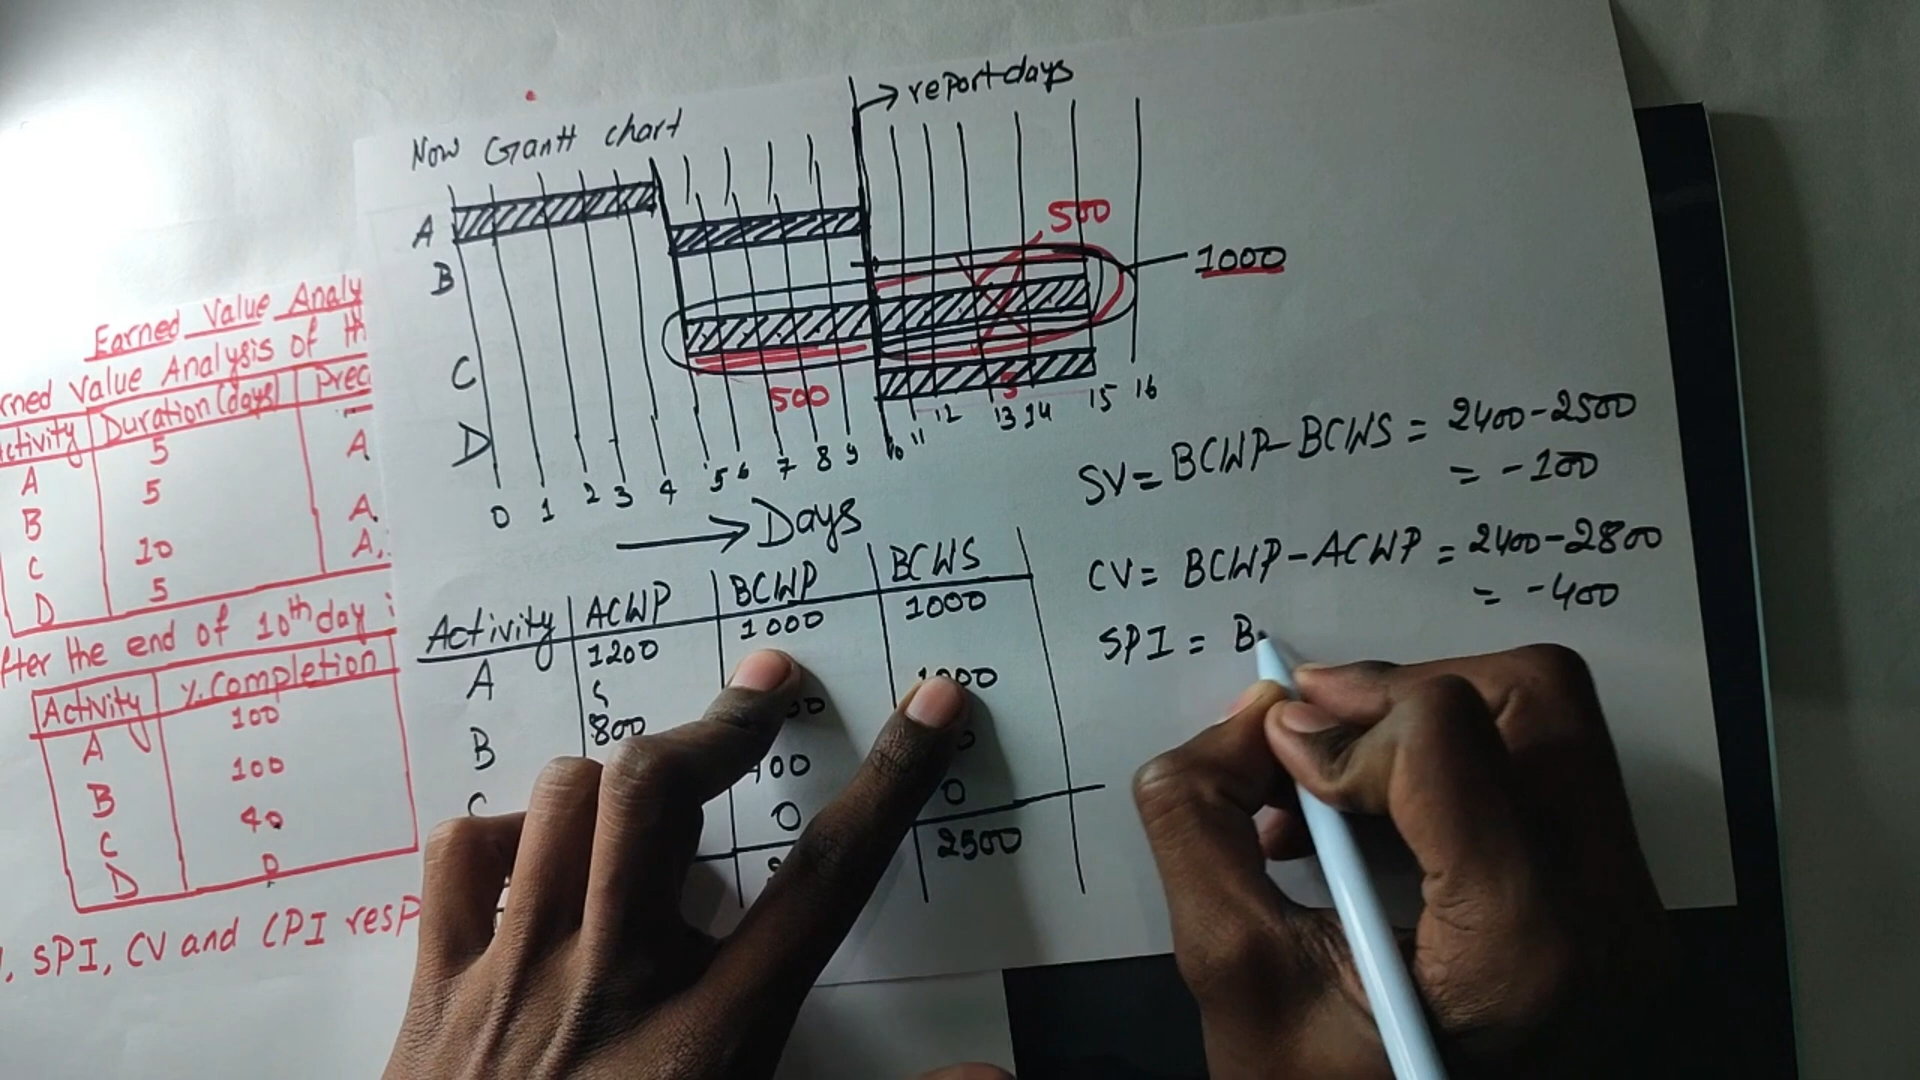 Earned Value Analy
rned Value Analysis of th
ctivity Duration (days) Prec
A 5
B 5 A
C 10 A
D 5 A,
fter the end of 10th day i
Activity %. Completion
A 100
B 100
C 40
D 0
, SPI, CV and CPI resp
Now Gantt chart
→ report days
A
B
C
D
500
1000
500
5
0 1 2 3 4 5 6 7 8 9 10 11 12 13 14 15 16
→ Days
Activity ACWP BCWP BCWS
A 1200 1000 1000
B 800 1000
C 400
0 0
2500
SV = BCWP - BCWS = 2400 - 2500
= -100
CV = BCWP - ACWP = 2400 - 2800
= -400
SPI = B